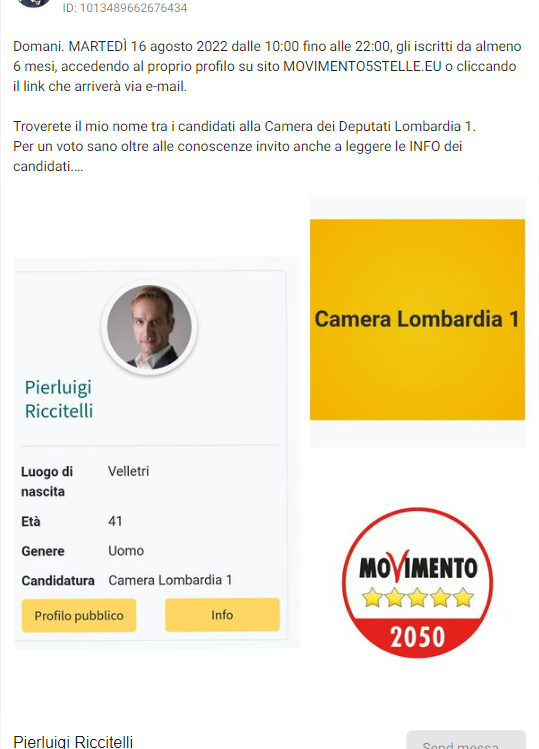 ID: 1013489662676434
Domani. MARTEDÌ 16 agosto 2022 dalle 10:00 fino alle 22:00, gli iscritti da almeno
6 mesi, accedendo al proprio profilo su sito MOVIMENTO5STELLE.EU o cliccando
il link che arriverà via e-mail.
Troverete il mio nome tra i candidati alla Camera dei Deputati Lombardia 1.
Per un voto sano oltre alle conoscenze invito anche a leggere le INFO dei
candidati....
Camera Lombardia 1
Pierluigi
Riccitelli
Luogo di nascita Velletri
Età 41
Genere Uomo
Candidatura Camera Lombardia 1
Profilo pubblico Info
MOVIMENTO
2050
Pierluigi Riccitelli
Send messa